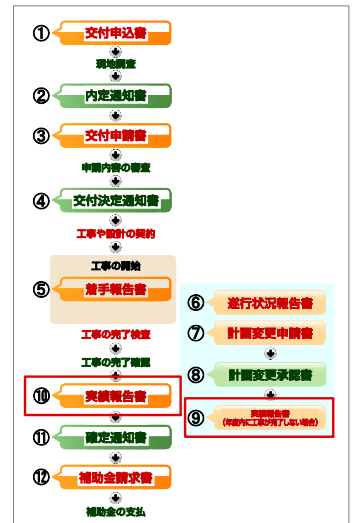 ① 交付申込書
現地調査
② 内定通知書
③ 交付申請書
申請内容の審査
④ 交付決定通知書
工事や設計の契約
工事の開始
⑤ 着手報告書
工事の完了検査
工事の完了確認
⑩ 実績報告書
⑪ 確定通知書
⑫ 補助金請求書
補助金の支払
⑥ 遂行状況報告書
⑦ 計画変更申請書
⑧ 計画変更承認書
⑨ 実績報告書
(年度内に工事が完了しない場合)